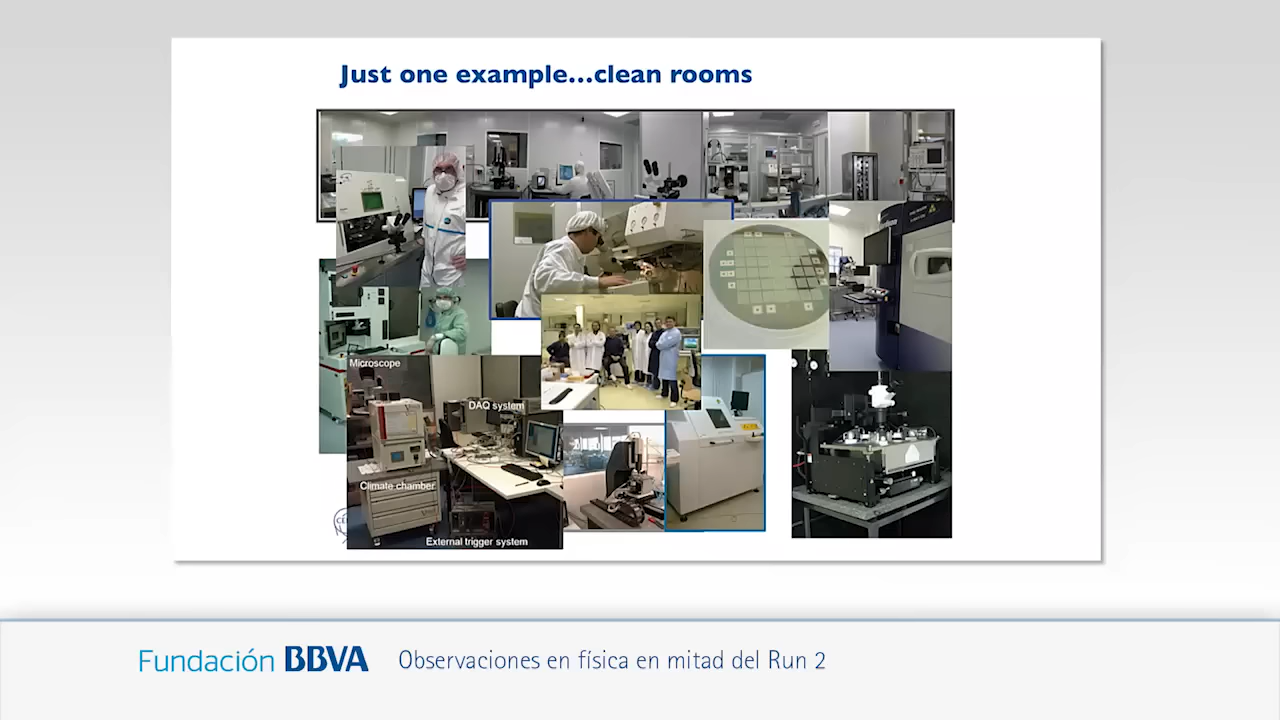 Just one example...clean rooms
Microscope
DAQ system
Climate chamber
External trigger system
Fundación BBVA
Observaciones en física en mitad del Run 2